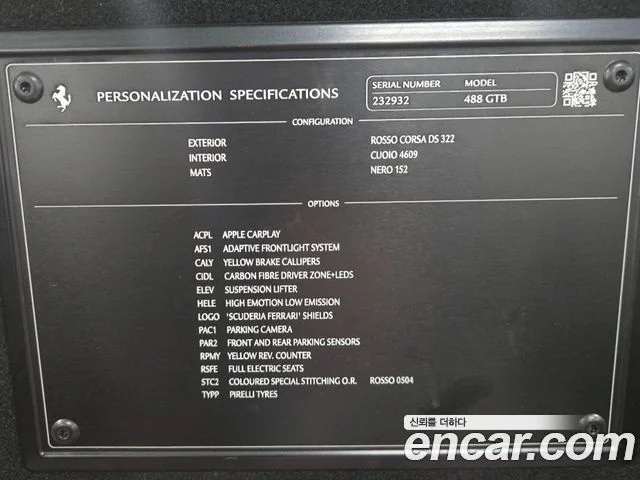 PERSONALIZATION SPECIFICATIONS
SERIAL NUMBER MODEL
232932 488 GTB
CONFIGURATION
EXTERIOR ROSSO CORSA DS 322
INTERIOR CUOIO 4609
MATS NERO 152
OPTIONS
ACPL APPLE CARPLAY
AFS1 ADAPTIVE FRONTLIGHT SYSTEM
CALY YELLOW BRAKE CALLIPERS
CIDL CARBON FIBRE DRIVER ZONE+LEDS
ELEV SUSPENSION LIFTER
HELE HIGH EMOTION LOW EMISSION
LOGO 'SCUDERIA FERRARI' SHIELDS
PAC1 PARKING CAMERA
PAR2 FRONT AND REAR PARKING SENSORS
RPMY YELLOW REV. COUNTER
RSFE FULL ELECTRIC SEATS
STC2 COLOURED SPECIAL STITCHING O.R. ROSSO 0504
TYPP PIRELLI TYRES
신뢰를 더하다
encar.com